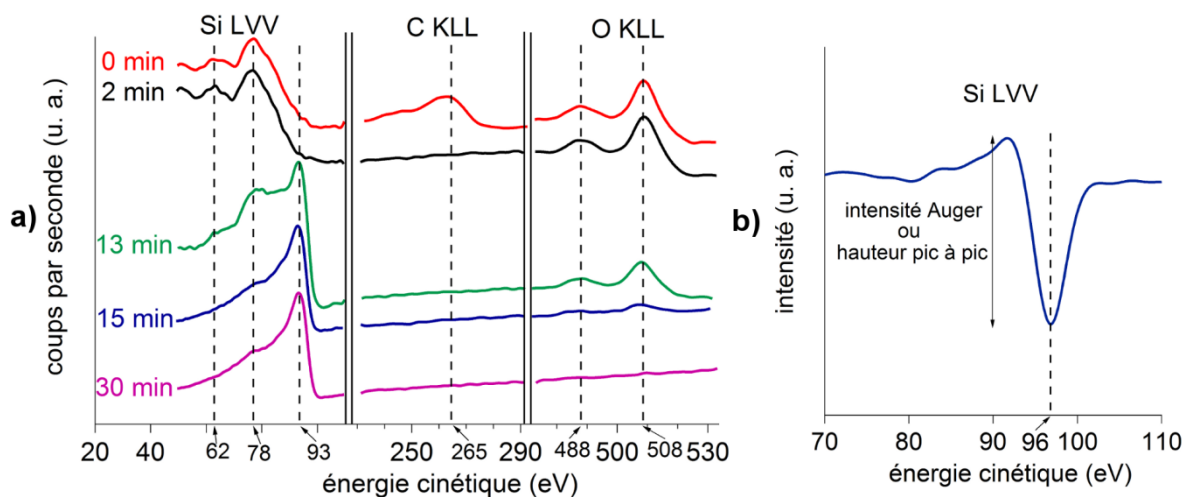 a)
Si LVV
C KLL
O KLL
coups par seconde (u. a.)
0 min
2 min
13 min
15 min
30 min
20 40 62 78 93 250 265 290 488 500 508 530
énergie cinétique (eV)
b)
Si LVV
intensité (u. a.)
intensité Auger
ou
hauteur pic à pic
70 80 90 96 100 110
énergie cinétique (eV)